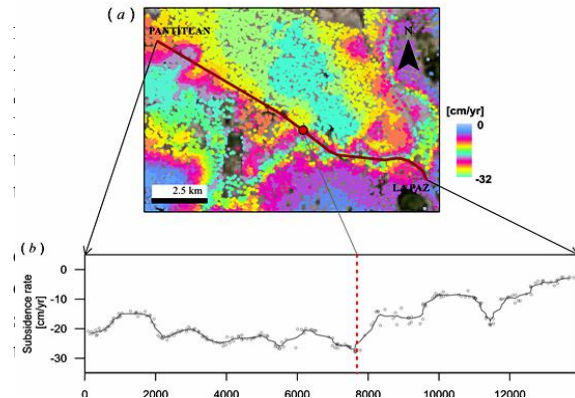 (a)
PANTITLAN
N
[cm/yr]
0
-32
2.5 km
LA PAZ
(b)
Subsidence rate
[cm/yr]
0
-10
-20
-30
0 2000 4000 6000 8000 10000 12000